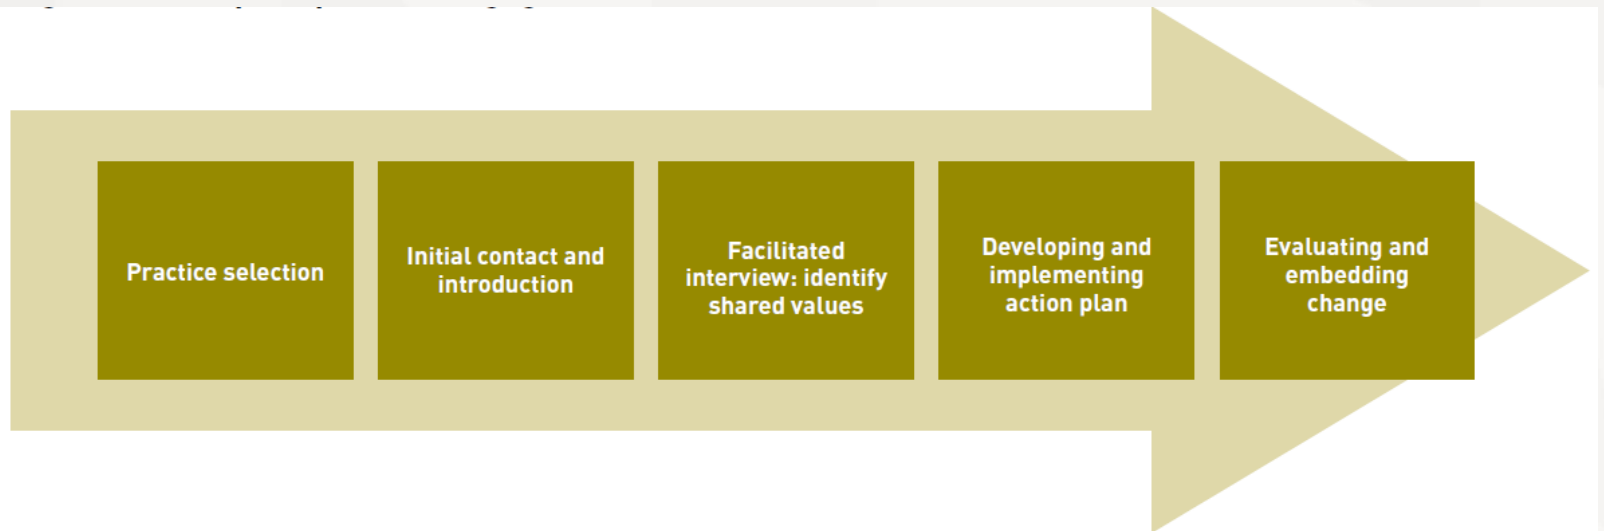 Practice selection
Initial contact and
introduction
Facilitated
interview: identify
shared values
Developing and
implementing
action plan
Evaluating and
embedding
change